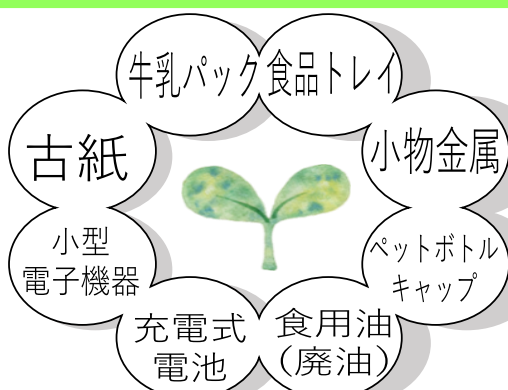 牛乳パック
食品トレイ
古紙
小物金属
小型
電子機器
ペットボトル
キャップ
充電式
電池
食用油
（廃油）